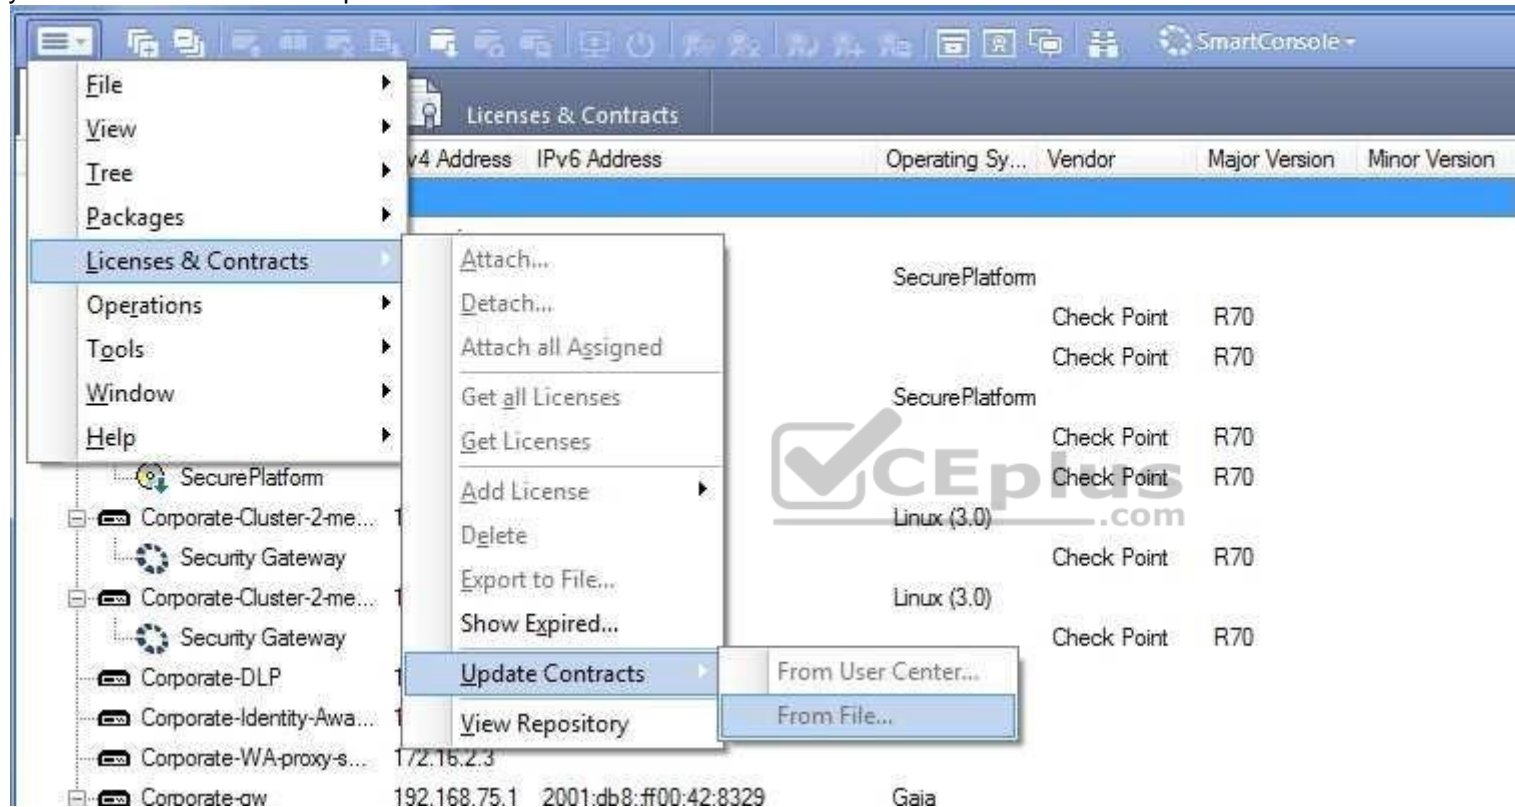 SmartConsole
File
Licenses & Contracts
View
v4 Address IPv6 Address Operating Sy... Vendor Major Version Minor Version
Tree
Packages
Licenses & Contracts
Attach...
SecurePlatform
Operations
Detach...
Check Point R70
Tools
Attach all Assigned
Check Point R70
Window
Get all Licenses
SecurePlatform
Help
Get Licenses
Check Point R70
SecurePlatform
Add License
Check Point R70
CEplus
.com
Corporate-Cluster-2-me... 1
Linux (3.0)
Delete
Security Gateway
Check Point R70
Export to File...
Corporate-Cluster-2-me... 1
Linux (3.0)
Show Expired...
Security Gateway
Check Point R70
Corporate-DLP 1
Update Contracts
From User Center...
Corporate-Identity-Awa... 1
View Repository
From File...
Corporate-WA-proxy-s... 172.16.2.3
Corporate-gw 192.168.75.1 2001:db8::ff00:42:8329 Gaia